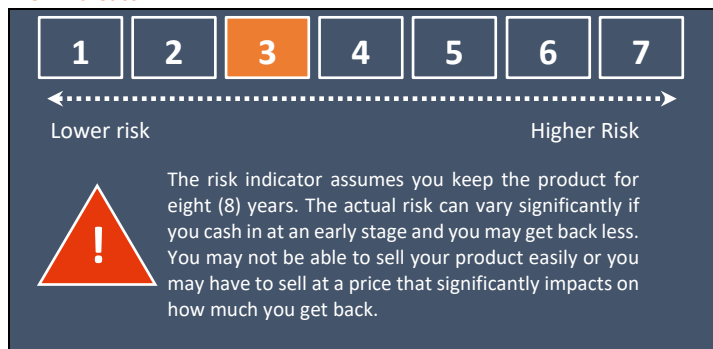 1 2 3 4 5 6 7
Lower risk Higher Risk
The risk indicator assumes you keep the product for
eight (8) years. The actual risk can vary significantly if
you cash in at an early stage and you may get back less.
You may not be able to sell your product easily or you
may have to sell at a price that significantly impacts on
how much you get back.
!